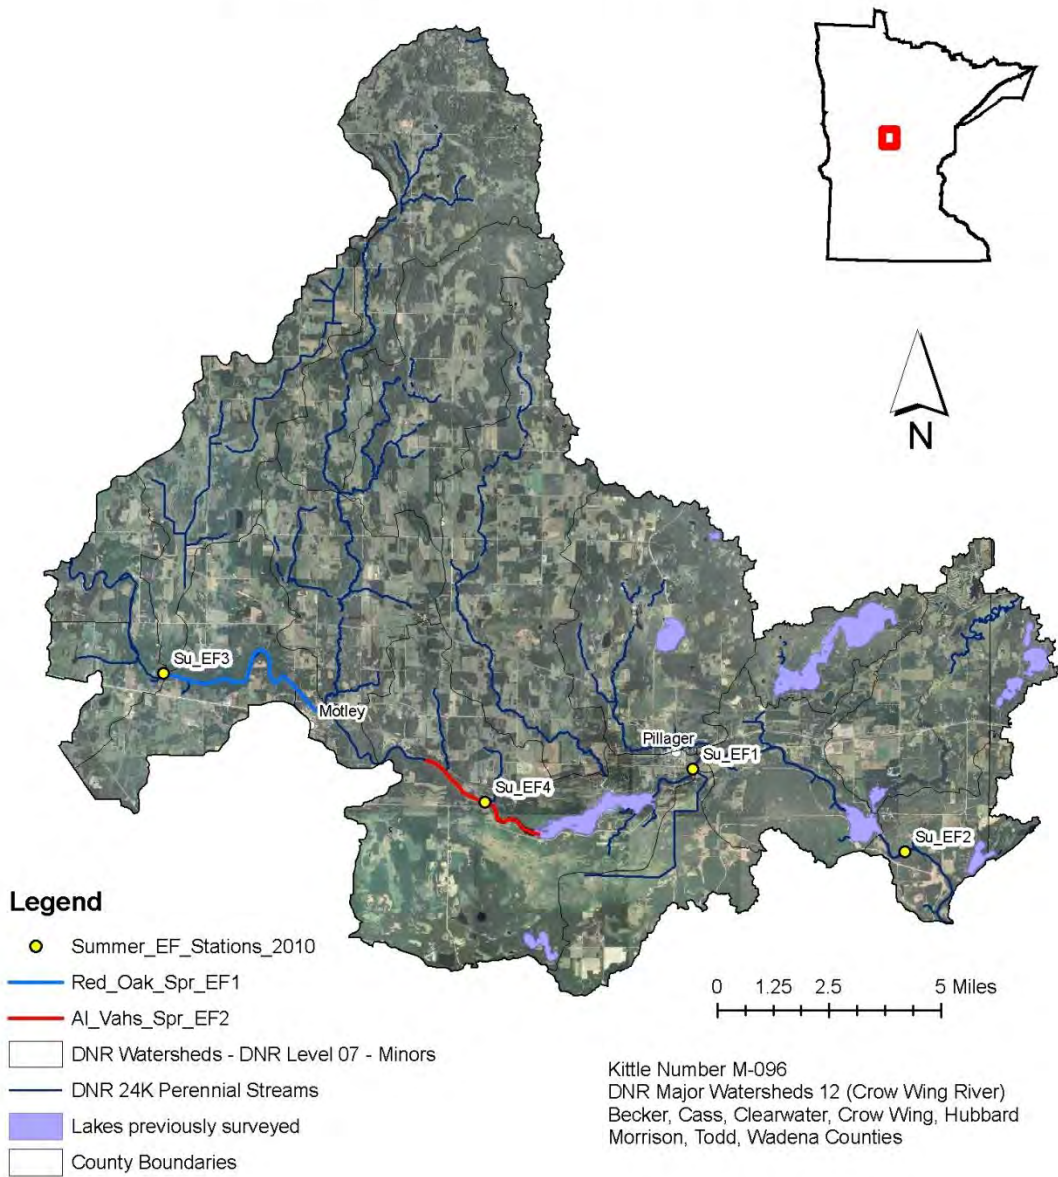 N
Su_EF3
Motley
Pillager
Su_EF1
Su_EF4
Su_EF2
Legend
Summer_EF_Stations_2010
Red_Oak_Spr_EF1
Al_Vahs_Spr_EF2
DNR Watersheds - DNR Level 07 - Minors
DNR 24K Perennial Streams
Lakes previously surveyed
County Boundaries
0 1.25 2.5 5 Miles
Kittle Number M-096
DNR Major Watersheds 12 (Crow Wing River)
Becker, Cass, Clearwater, Crow Wing, Hubbard
Morrison, Todd, Wadena Counties